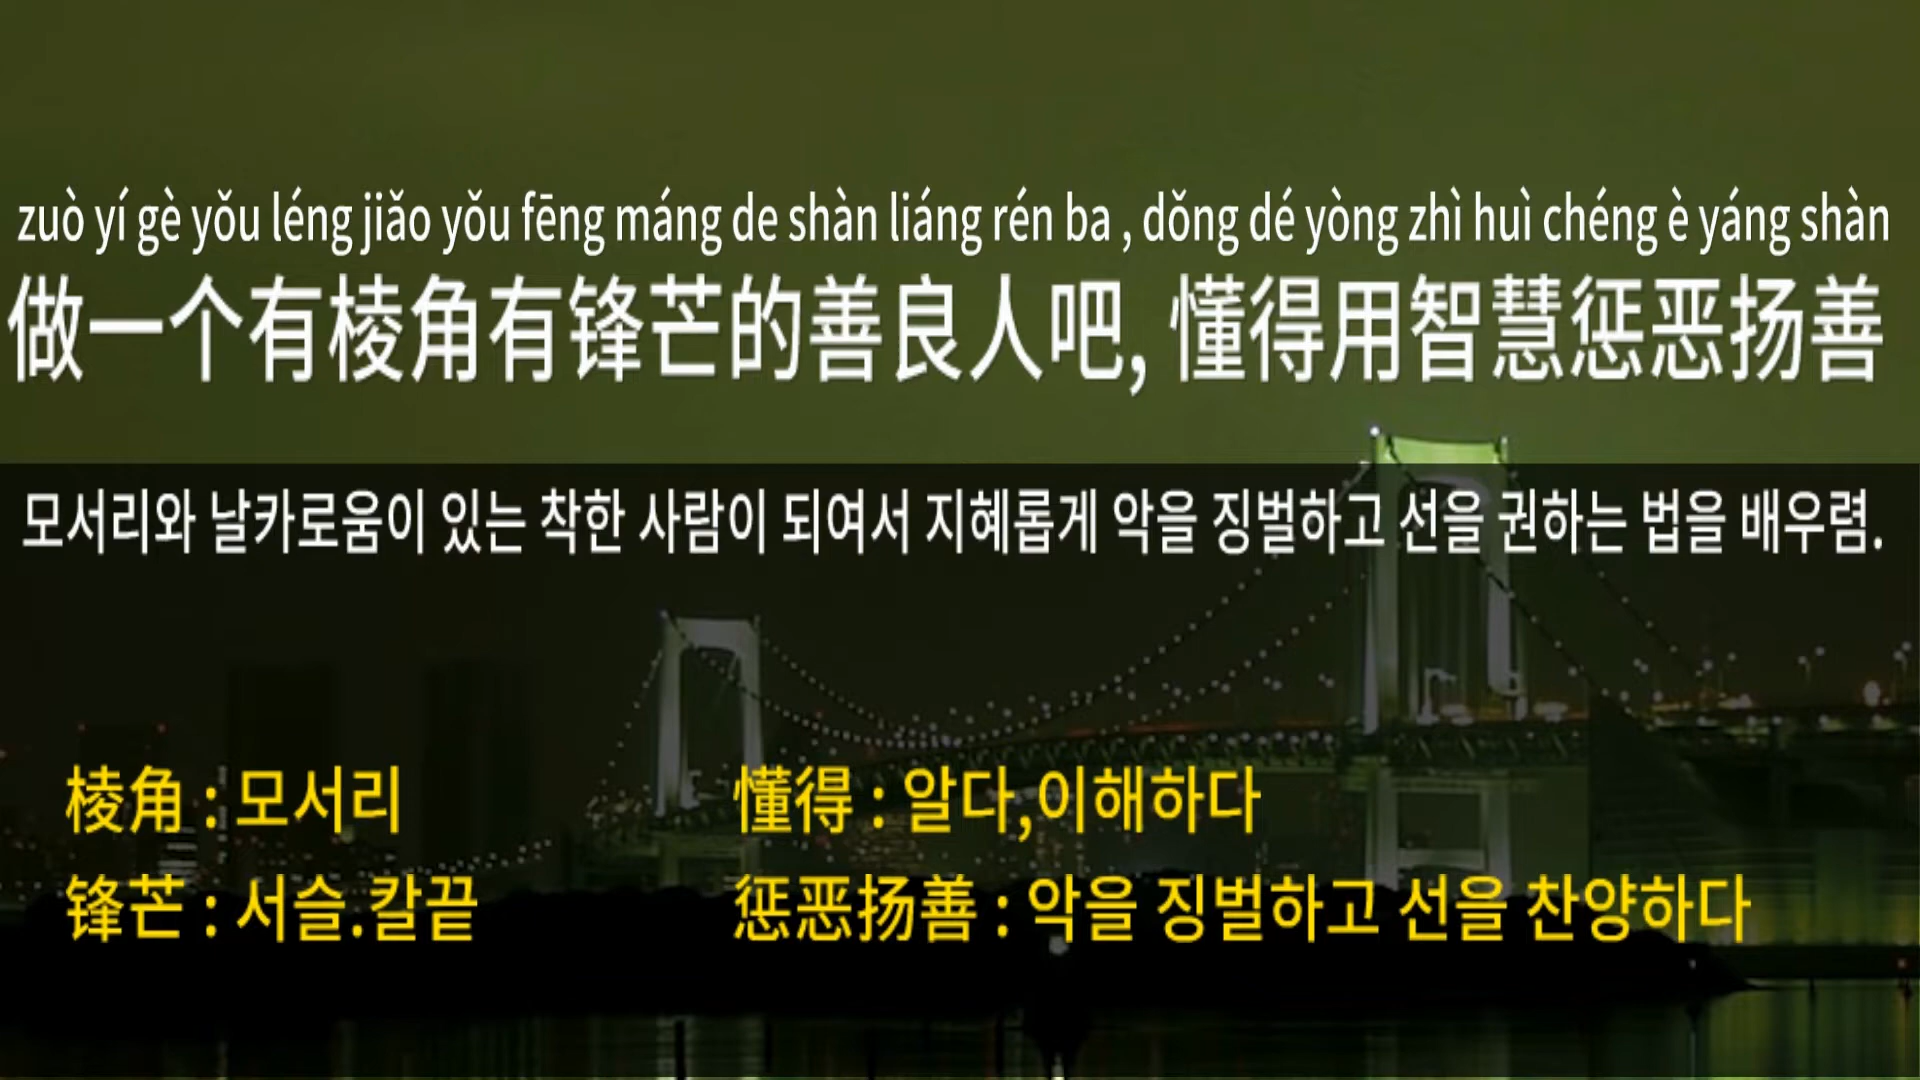 zuò yí gè yǒu léng jiǎo yǒu fēng máng de shàn liáng rén ba , dǒng dé yòng zhì huì chéng è yáng shàn
做一个有棱角有锋芒的善良人吧, 懂得用智慧惩恶扬善
모서리와 날카로움이 있는 착한 사람이 되여서 지혜롭게 악을 징벌하고 선을 권하는 법을 배우렴.
棱角 : 모서리
懂得 : 알다,이해하다
锋芒 : 서슬.칼끝
惩恶扬善 : 악을 징벌하고 선을 찬양하다